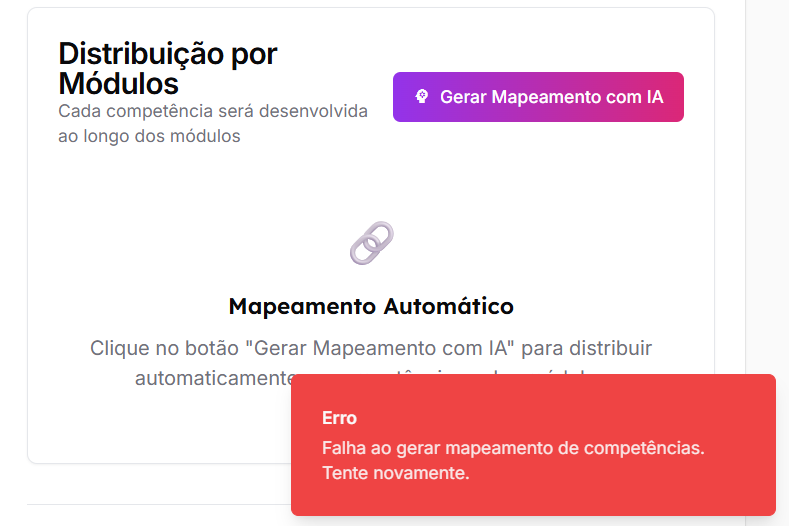 Distribuição por
Módulos
Cada competência será desenvolvida
ao longo dos módulos
Gerar Mapeamento com IA
Mapeamento Automático
Clique no botão "Gerar Mapeamento com IA" para distribuir
automaticamente
Erro
Falha ao gerar mapeamento de competências.
Tente novamente.